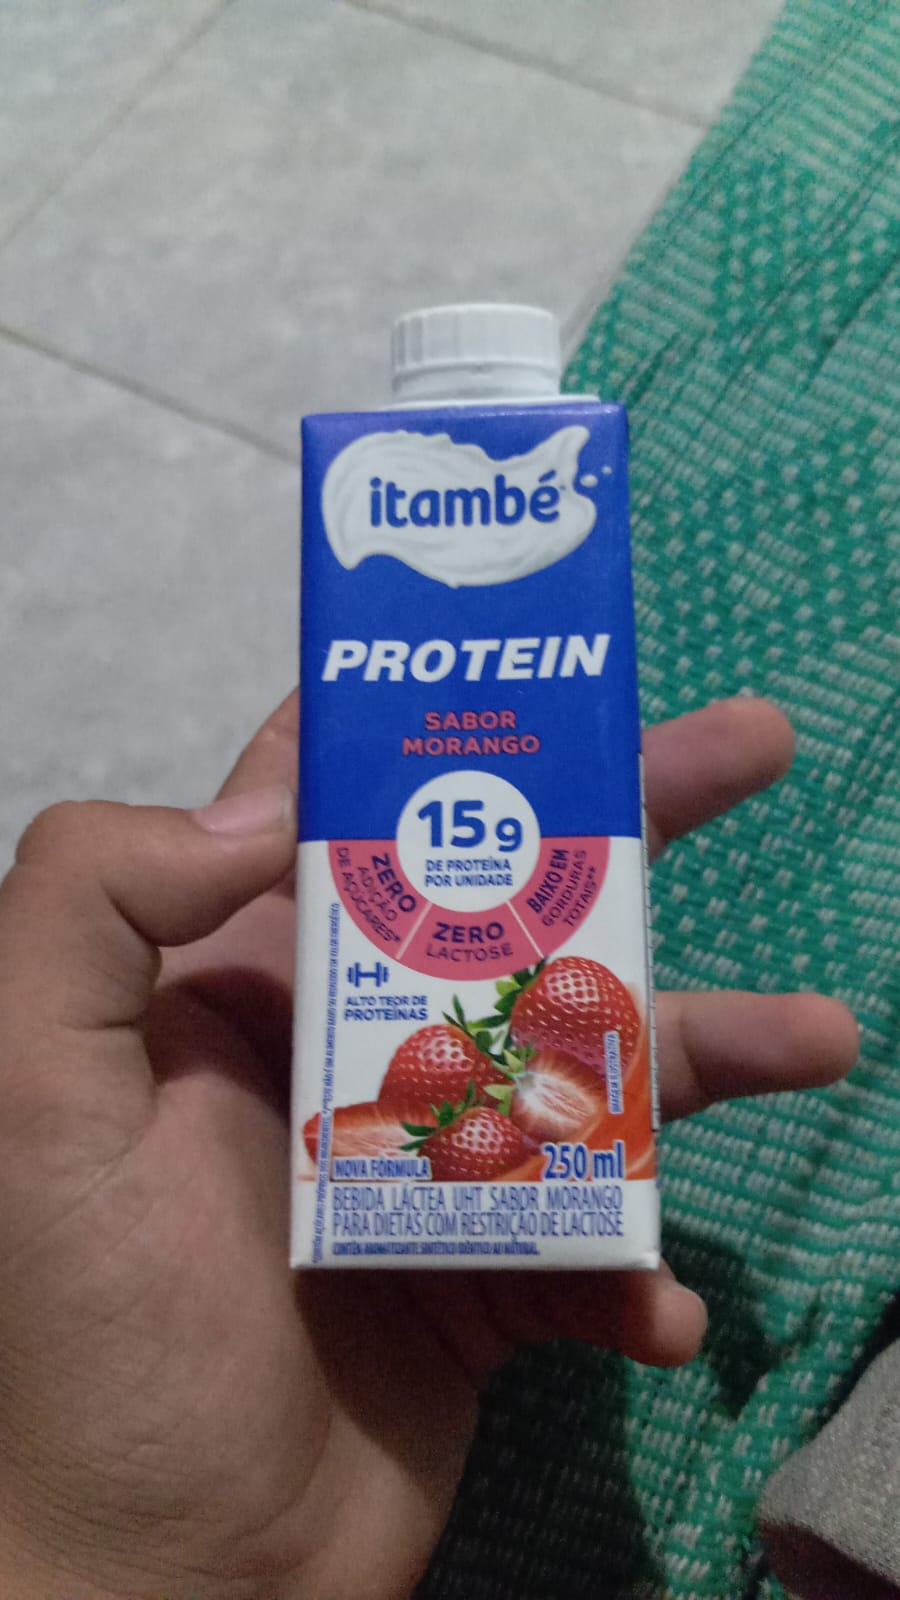 itambé
PROTEIN
SABOR
MORANGO
15g
DE PROTEÍNA
POR UNIDADE
ZERO
ADIÇÃO
DE AÇÚCARES*
ZERO
LACTOSE
BAIXO EM
GORDURAS
TOTAIS**
ALTO TEOR DE
PROTEÍNAS
IMAGEM ILUSTRATIVA
NOVA FÓRMULA
250 ml
BEBIDA LÁCTEA UHT SABOR MORANGO
PARA DIETAS COM RESTRIÇÃO DE LACTOSE
CONTÉM AROMATIZANTE SINTÉTICO IDÊNTICO AO NATURAL.